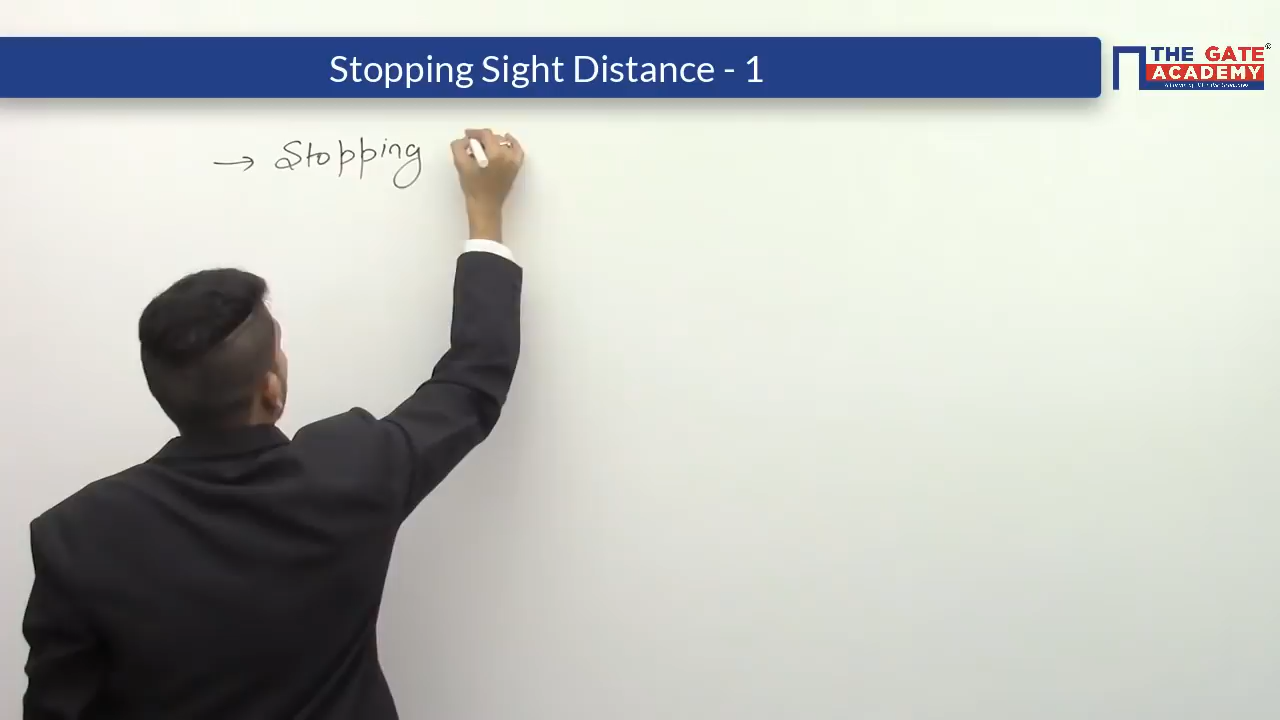 Stopping Sight Distance - 1
THE GATE
ACADEMY
→ Stopping